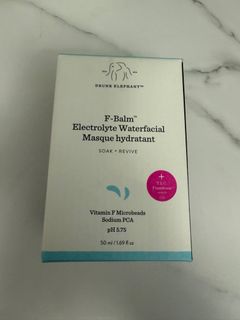 DRUNK ELEPHANT™
F-Balm™
Electrolyte Waterfacial
Masque hydratant
SOAK + REVIVE
+
Vitamin F Microbeads
Sodium PCA
pH 5.75
50 ml / 1.69 fl oz